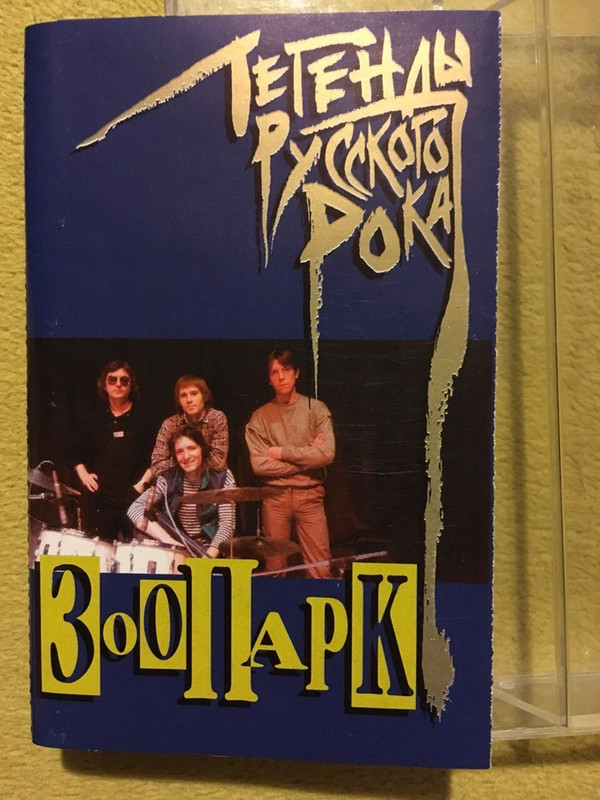 Легенды
Русского
Рока
ЗооПАрК